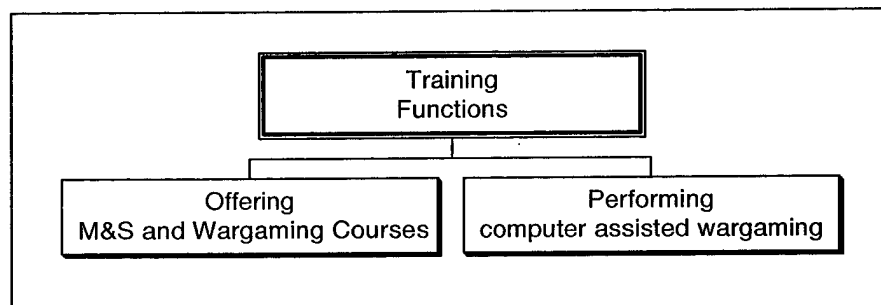 Training
Functions
Offering
M&S and Wargaming Courses
Performing
computer assisted wargaming